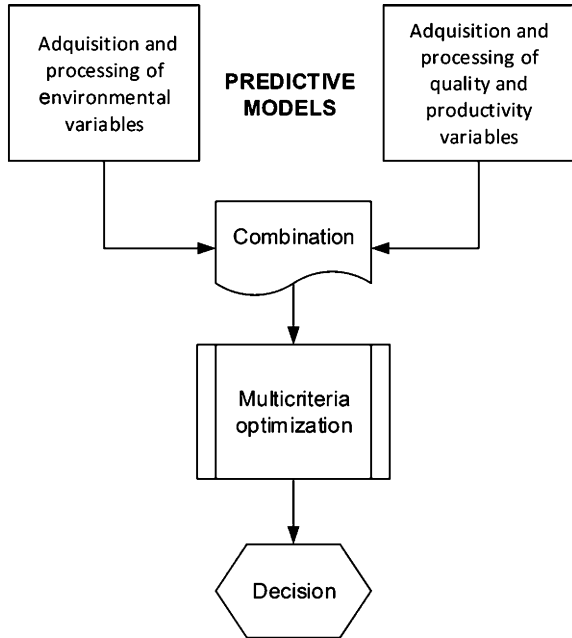 Adquisition and
processing of
environmental
variables
PREDICTIVE
MODELS
Adquisition and
processing of
quality and
productivity
variables
Combination
Multicriteria
optimization
Decision